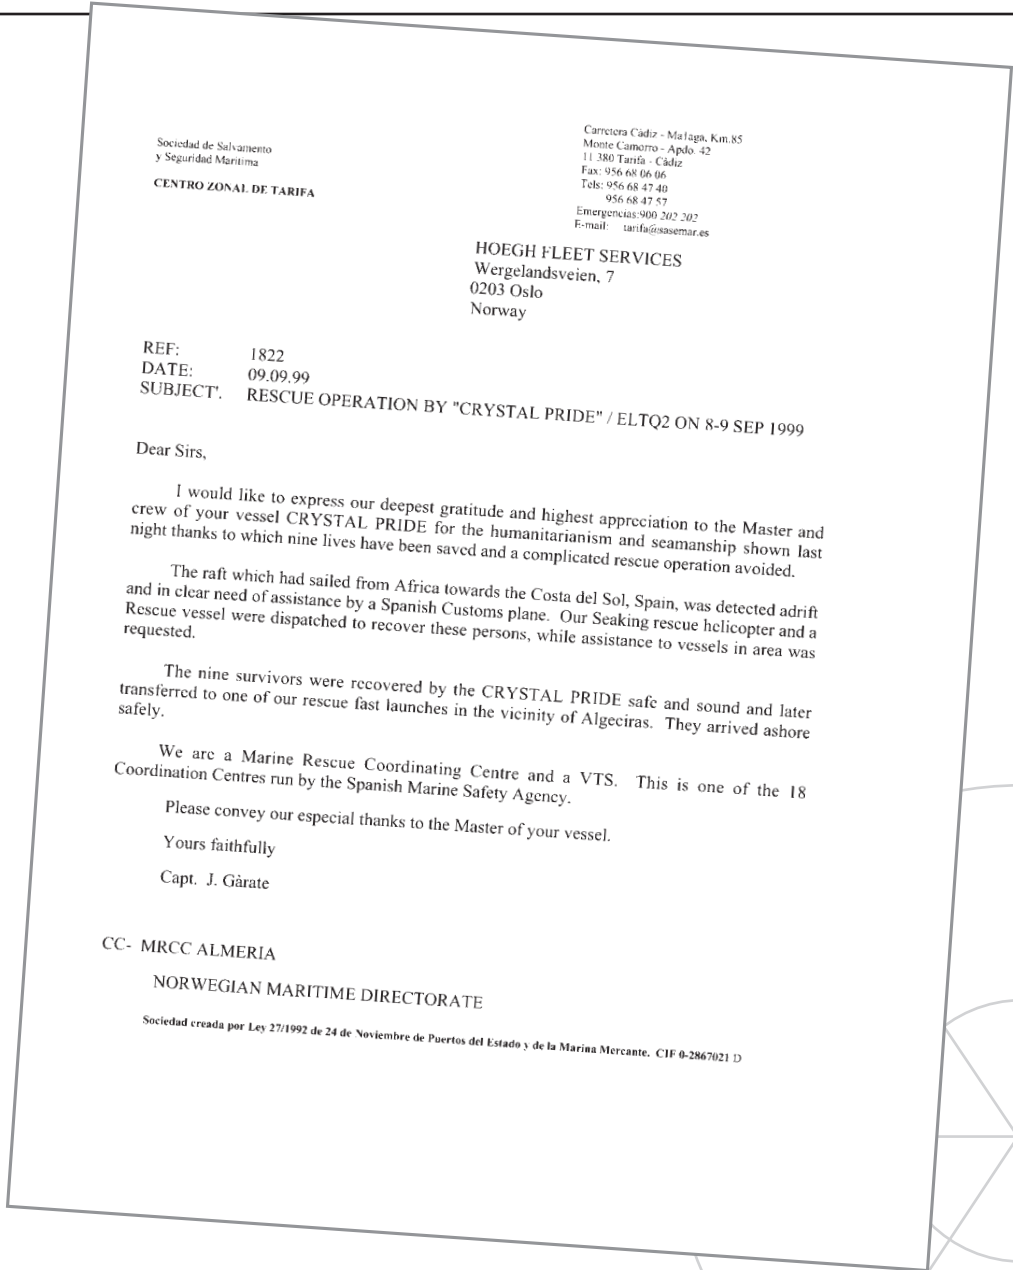 Sociedad de Salvamento
y Seguridad Maritima
CENTRO ZONAL DE TARIFA
Carretera Càdiz - Malaga, Km.85
Monte Camorro - Apdo. 42
11 380 Tarifa - Càdiz
Fax: 956 68 06 06
Tels: 956 68 47 40
956 68 47 57
Emergencias:900 202 202
E-mail: tarifa@sasemar.es
HOEGH FLEET SERVICES
Wergelandsveien, 7
0203 Oslo
Norway
REF: 1822
DATE: 09.09.99
SUBJECT'. RESCUE OPERATION BY "CRYSTAL PRIDE" / ELTQ2 ON 8-9 SEP 1999
Dear Sirs,
I would like to express our deepest gratitude and highest appreciation to the Master and
crew of your vessel CRYSTAL PRIDE for the humanitarianism and seamanship shown last
night thanks to which nine lives have been saved and a complicated rescue operation avoided.
The raft which had sailed from Africa towards the Costa del Sol, Spain, was detected adrift
and in clear need of assistance by a Spanish Customs plane. Our Seaking rescue helicopter and a
Rescue vessel were dispatched to recover these persons, while assistance to vessels in area was
requested.
The nine survivors were recovered by the CRYSTAL PRIDE safe and sound and later
transferred to one of our rescue fast launches in the vicinity of Algeciras. They arrived ashore
safely.
We are a Marine Rescue Coordinating Centre and a VTS. This is one of the 18
Coordination Centres run by the Spanish Marine Safety Agency.
Please convey our especial thanks to the Master of your vessel.
Yours faithfully
Capt. J. Gàrate
CC- MRCC ALMERIA
NORWEGIAN MARITIME DIRECTORATE
Sociedad creada por Ley 27/1992 de 24 de Noviembre de Puertos del Estado y de la Marina Mercante. CIF 0-2867021 D